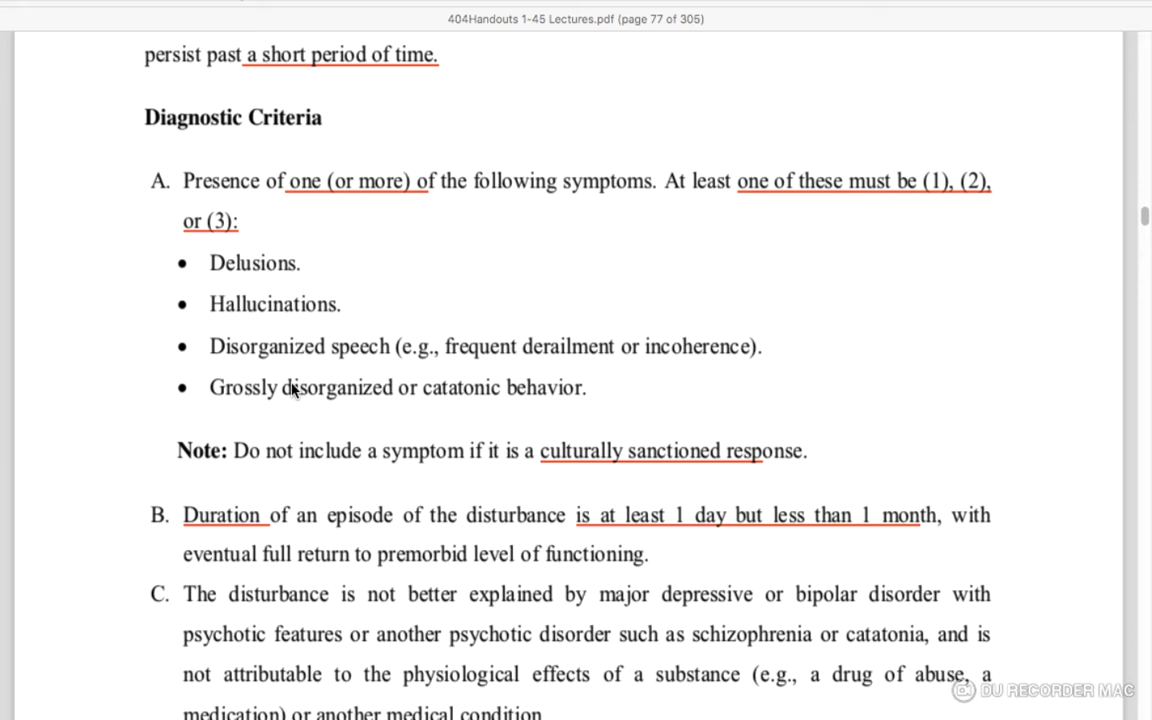 404Handouts 1-45 Lectures.pdf (page 77 of 305)
persist past a short period of time.
Diagnostic Criteria
A. Presence of one (or more) of the following symptoms. At least one of these must be (1), (2),
or (3):
• Delusions.
• Hallucinations.
• Disorganized speech (e.g., frequent derailment or incoherence).
• Grossly disorganized or catatonic behavior.
Note: Do not include a symptom if it is a culturally sanctioned response.
B. Duration of an episode of the disturbance is at least 1 day but less than 1 month, with
eventual full return to premorbid level of functioning.
C. The disturbance is not better explained by major depressive or bipolar disorder with
psychotic features or another psychotic disorder such as schizophrenia or catatonia, and is
not attributable to the physiological effects of a substance (e.g., a drug of abuse, a
medication) or another medical condition
DU RECORDER MAC